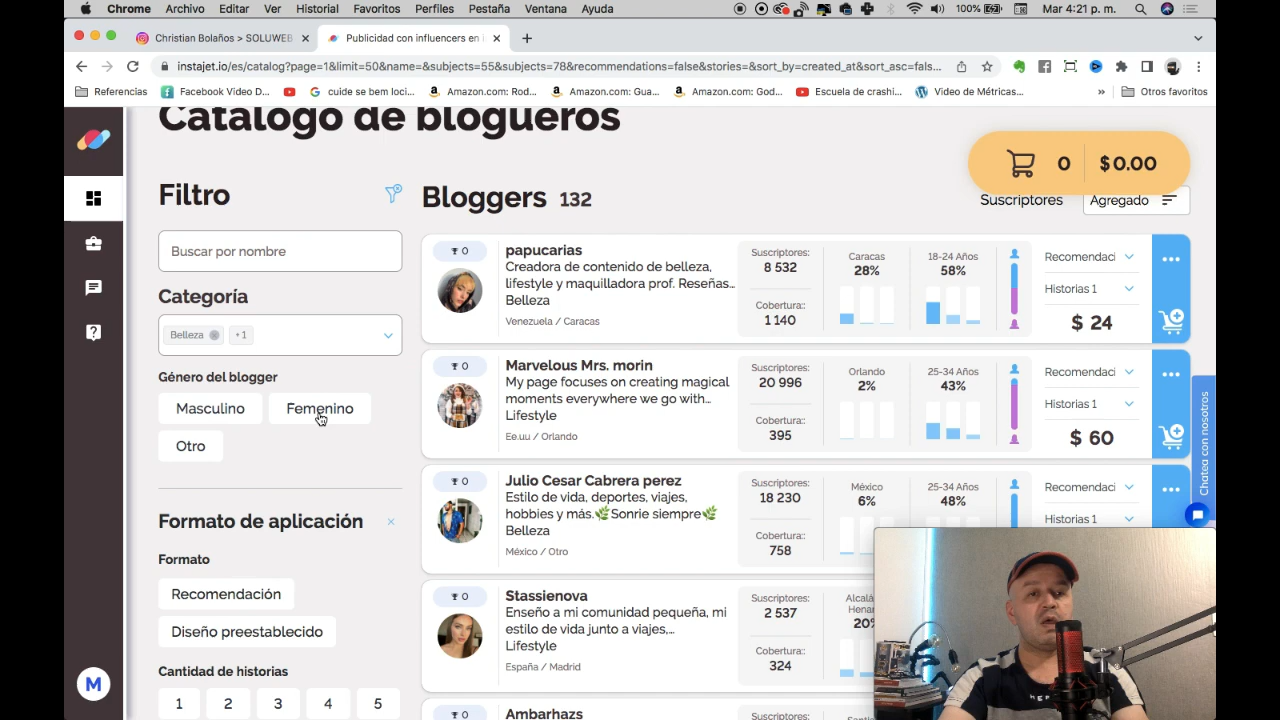 Chrome Archivo Editar Ver Historial Favoritos Perfiles Pestaña Ventana Ayuda
100% Mar 4:21 p. m.
Christian Bolaños > SOLUWEB
Publicidad con influencers en
instajet.io/es/catalog?page=1&limit=50&name=&subjects=55&subjects=78&recommendations=false&stories=&sort_by=created_at&sort_asc=fals...
Referencias
Facebook Video D...
cuide se bem loci...
Amazon.com: Rod...
Amazon.com: Gua...
Amazon.com: God...
Escuela de crashi...
Video de Métricas...
»
Otros favoritos
Catálogo de blogueros
0 $0.00
Filtro
Bloggers 132
Suscriptores
Agregado
Buscar por nombre
Categoría
Belleza
+1
Género del blogger
Masculino
Femenino
Otro
Formato de aplicación
Formato
Recomendación
Diseño preestablecido
Cantidad de historias
1 2 3 4 5
0
papucarias
Creadora de contenido de belleza,
lifestyle y maquilladora prof. Reseñas...
Belleza
Venezuela / Caracas
Suscriptores:
8 532
Cobertura::
1 140
Caracas
28%
18-24 Años
58%
Recomendaci
Historias 1
$ 24
0
Marvelous Mrs. morin
My page focuses on creating magical
moments everywhere we go with...
Lifestyle
Ee.uu / Orlando
Suscriptores:
20 996
Cobertura::
395
Orlando
2%
25-34 Años
43%
Recomendaci
Historias 1
$ 60
0
Julio Cesar Cabrera perez
Estilo de vida, deportes, viajes,
hobbies y más.🌿Sonrie siempre🌿
Belleza
México / Otro
Suscriptores:
18 230
Cobertura::
758
México
6%
25-34 Años
48%
Recomendaci
Historias 1
0
Stassienova
Enseño a mi comunidad pequeña, mi
estilo de vida junto a viajes,...
Lifestyle
España / Madrid
Suscriptores:
2 537
Cobertura::
324
Alcalá
Henar
20%
0
Ambarhazs
Suscriptores:
Chatea con nosotros
M